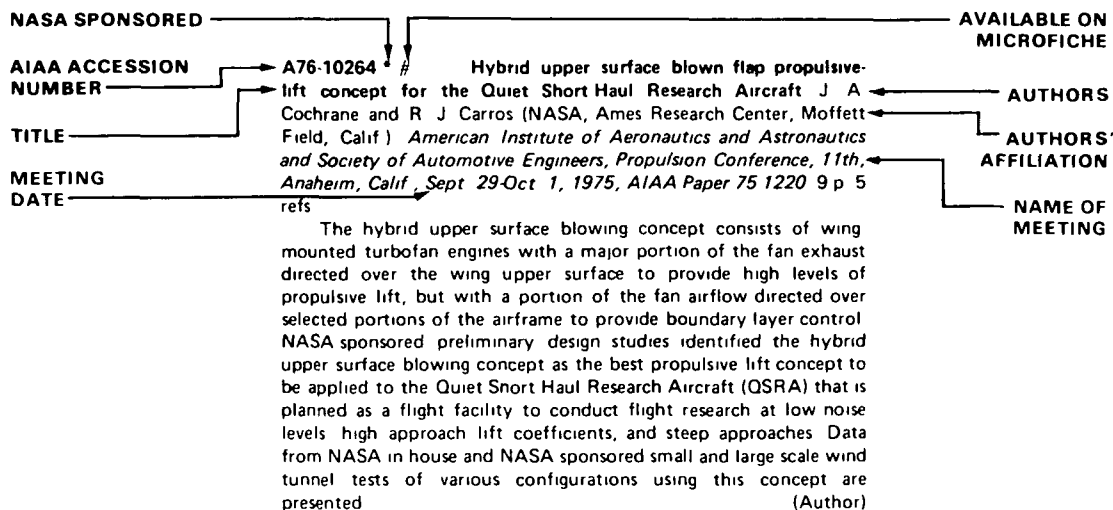 NASA SPONSORED
AVAILABLE ON
MICROFICHE
AIAA ACCESSION
NUMBER
TITLE
MEETING
DATE
AUTHORS
AUTHORS'
AFFILIATION
NAME OF
MEETING
A76-10264 * # Hybrid upper surface blown flap propulsive-
lift concept for the Quiet Short Haul Research Aircraft J A
Cochrane and R J Carros (NASA, Ames Research Center, Moffett
Field, Calif ) American Institute of Aeronautics and Astronautics
and Society of Automotive Engineers, Propulsion Conference, 11th,
Anaheim, Calif , Sept 29-Oct 1, 1975, AIAA Paper 75 1220 9 p 5
refs
The hybrid upper surface blowing concept consists of wing
mounted turbofan engines with a major portion of the fan exhaust
directed over the wing upper surface to provide high levels of
propulsive lift, but with a portion of the fan airflow directed over
selected portions of the airframe to provide boundary layer control
NASA sponsored preliminary design studies identified the hybrid
upper surface blowing concept as the best propulsive lift concept to
be applied to the Quiet Snort Haul Research Aircraft (QSRA) that is
planned as a flight facility to conduct flight research at low noise
levels high approach lift coefficients, and steep approaches Data
from NASA in house and NASA sponsored small and large scale wind
tunnel tests of various configurations using this concept are
presented (Author)